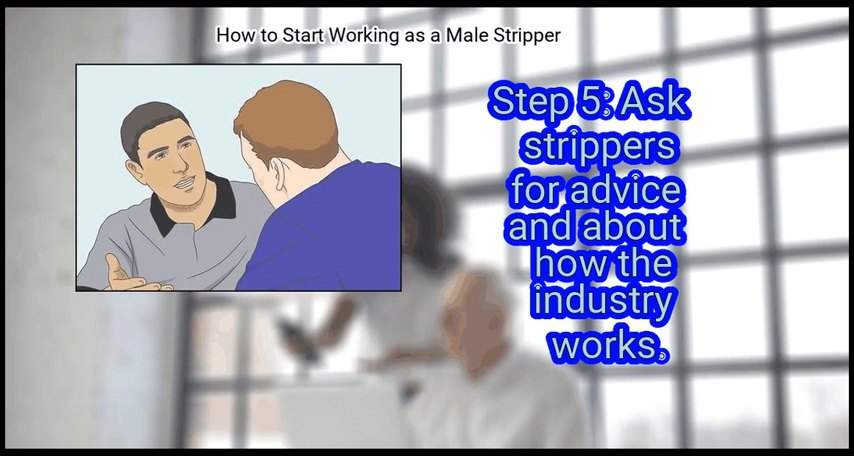 How to Start Working as a Male Stripper
Step 5: Ask
strippers
for advice
and about
how the
industry
works.